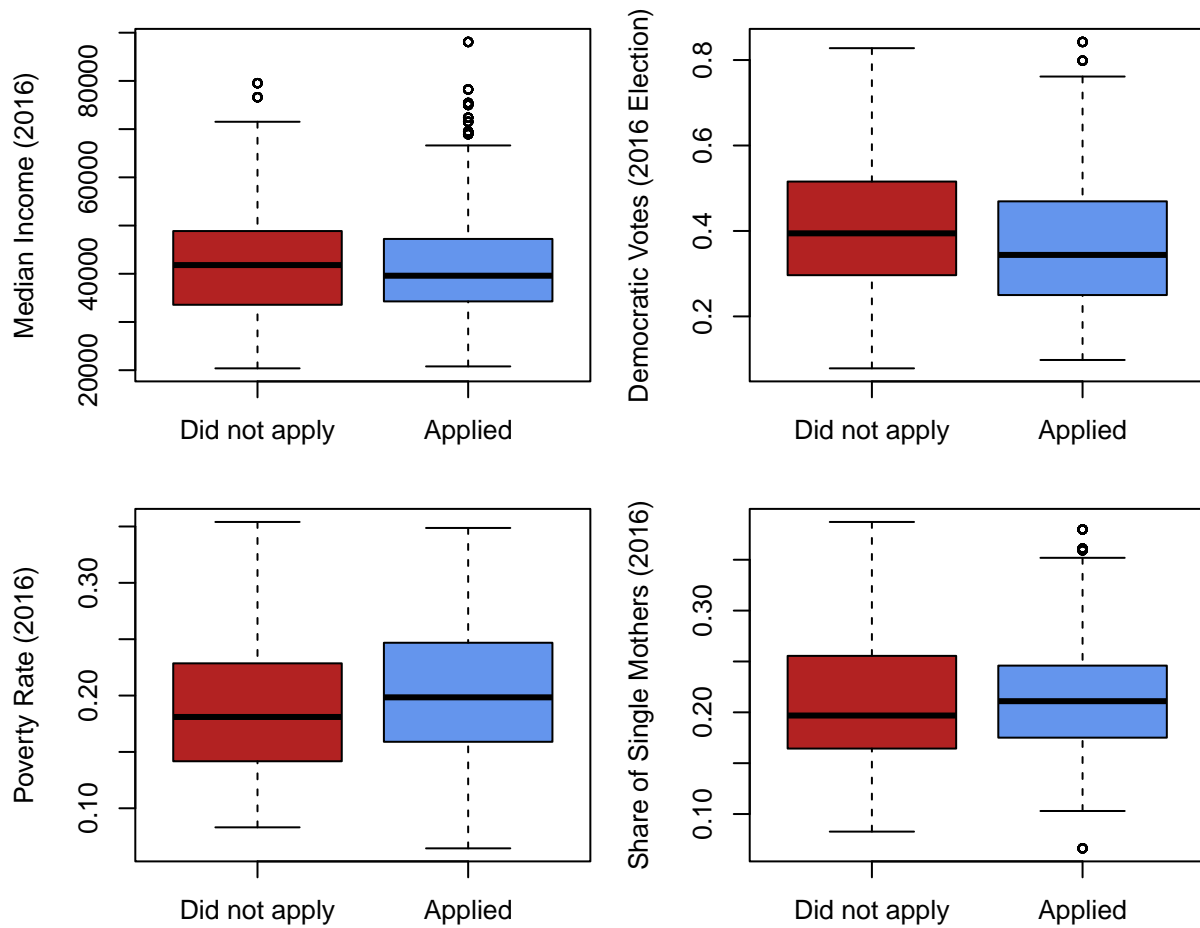 Median Income (2016)
20000
40000
60000
80000
Did not apply
Applied
Democratic Votes (2016 Election)
0.2
0.4
0.6
0.8
Did not apply
Applied
Poverty Rate (2016)
0.10
0.20
0.30
Did not apply
Applied
Share of Single Mothers (2016)
0.10
0.20
0.30
Did not apply
Applied